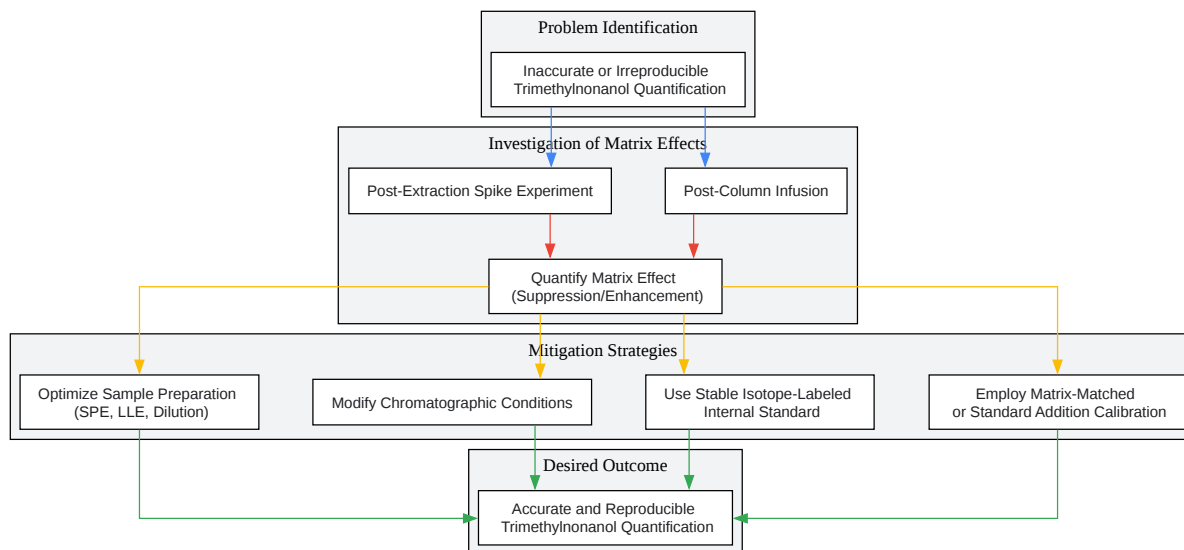 Problem Identification
Inaccurate or Irreproducible
Trimethylnonanol Quantification
Investigation of Matrix Effects
Post-Extraction Spike Experiment
Post-Column Infusion
Quantify Matrix Effect
(Suppression/Enhancement)
Mitigation Strategies
Optimize Sample Preparation
(SPE, LLE, Dilution)
Modify Chromatographic Conditions
Use Stable Isotope-Labeled
Internal Standard
Employ Matrix-Matched
or Standard Addition Calibration
Desired Outcome
Accurate and Reproducible
Trimethylnonanol Quantification